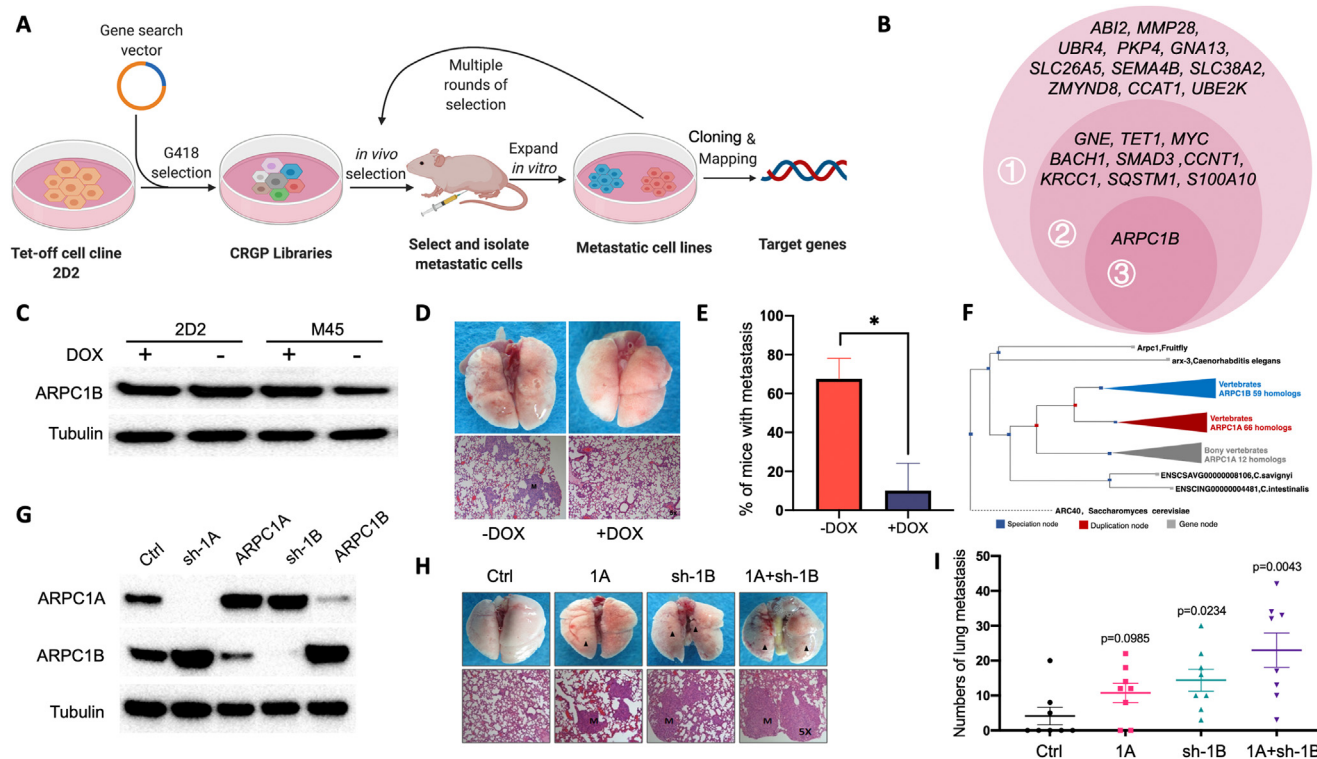 A
Gene search
vector
G418
selection
Multiple
rounds of
selection
in vivo
selection
Expand
in vitro
Cloning &
Mapping
Tet-off cell cline
2D2
CRGP Libraries
Select and isolate
metastatic cells
Metastatic cell lines
Target genes
B
ABI2, MMP28,
UBR4, PKP4, GNA13,
SLC26A5, SEMA4B, SLC38A2,
ZMYND8, CCAT1, UBE2K
GNE, TET1, MYC
BACH1, SMAD3, CCNT1,
KRCC1, SQSTM1, S100A10
ARPC1B
①
②
③
C
2D2 M45
DOX + - + -
ARPC1B
Tubulin
D
M
-DOX +DOX
E
% of mice with metastasis
100
80
60
40
20
0
*
-DOX +DOX
F
Arpc1,Fruitfly
arx-3,Caenorhabditis elegans
Vertebrates
ARPC1B 59 homologs
Vertebrates
ARPC1A 66 homologs
Bony vertebrates
ARPC1A 12 homologs
ENSCSAVG00000008106,C.savignyi
ENSCING00000004481,C.intestinalis
ARC40, Saccharomyces cerevisiae
Speciation node Duplication node Gene node
G
Ctrl sh-1A ARPC1A sh-1B ARPC1B
ARPC1A
ARPC1B
Tubulin
H
Ctrl 1A sh-1B 1A+sh-1B
M M M 5X
I
Numbers of lung metastasis
50
40
30
20
10
0
p=0.0985
p=0.0234
p=0.0043
Ctrl 1A sh-1B 1A+sh-1B